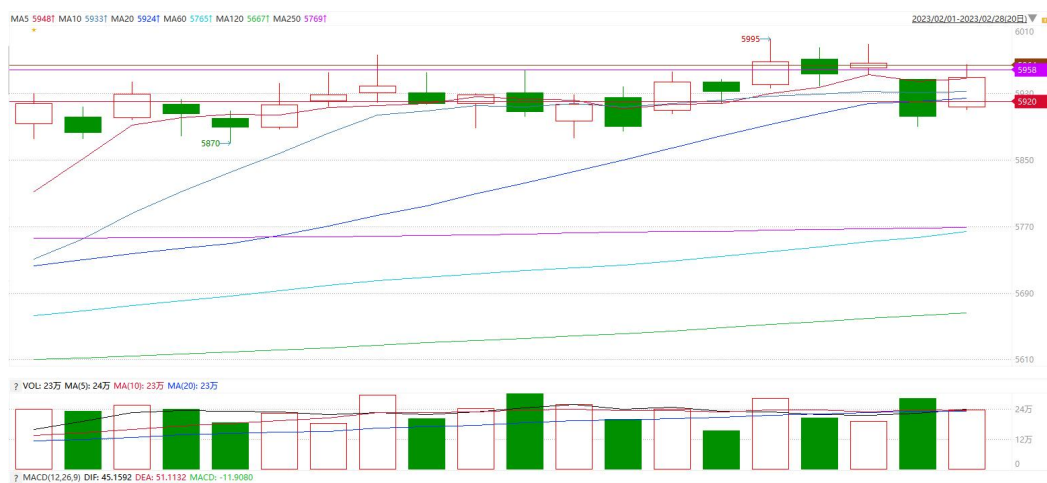 MA5 5948↑ MA10 5933↑ MA20 5924↑ MA60 5765↑ MA120 5667↑ MA250 5769↑
2023/02/01-2023/02/28(20日)▼
6010
5995
5958
5930
5920
5870
5850
5770
5690
5610
? VOL: 23万 MA(5): 24万 MA(10): 23万 MA(20): 23万
24万
12万
0
? MACD(12,26,9) DIF: 45.1592 DEA: 51.1132 MACD: -11.9080